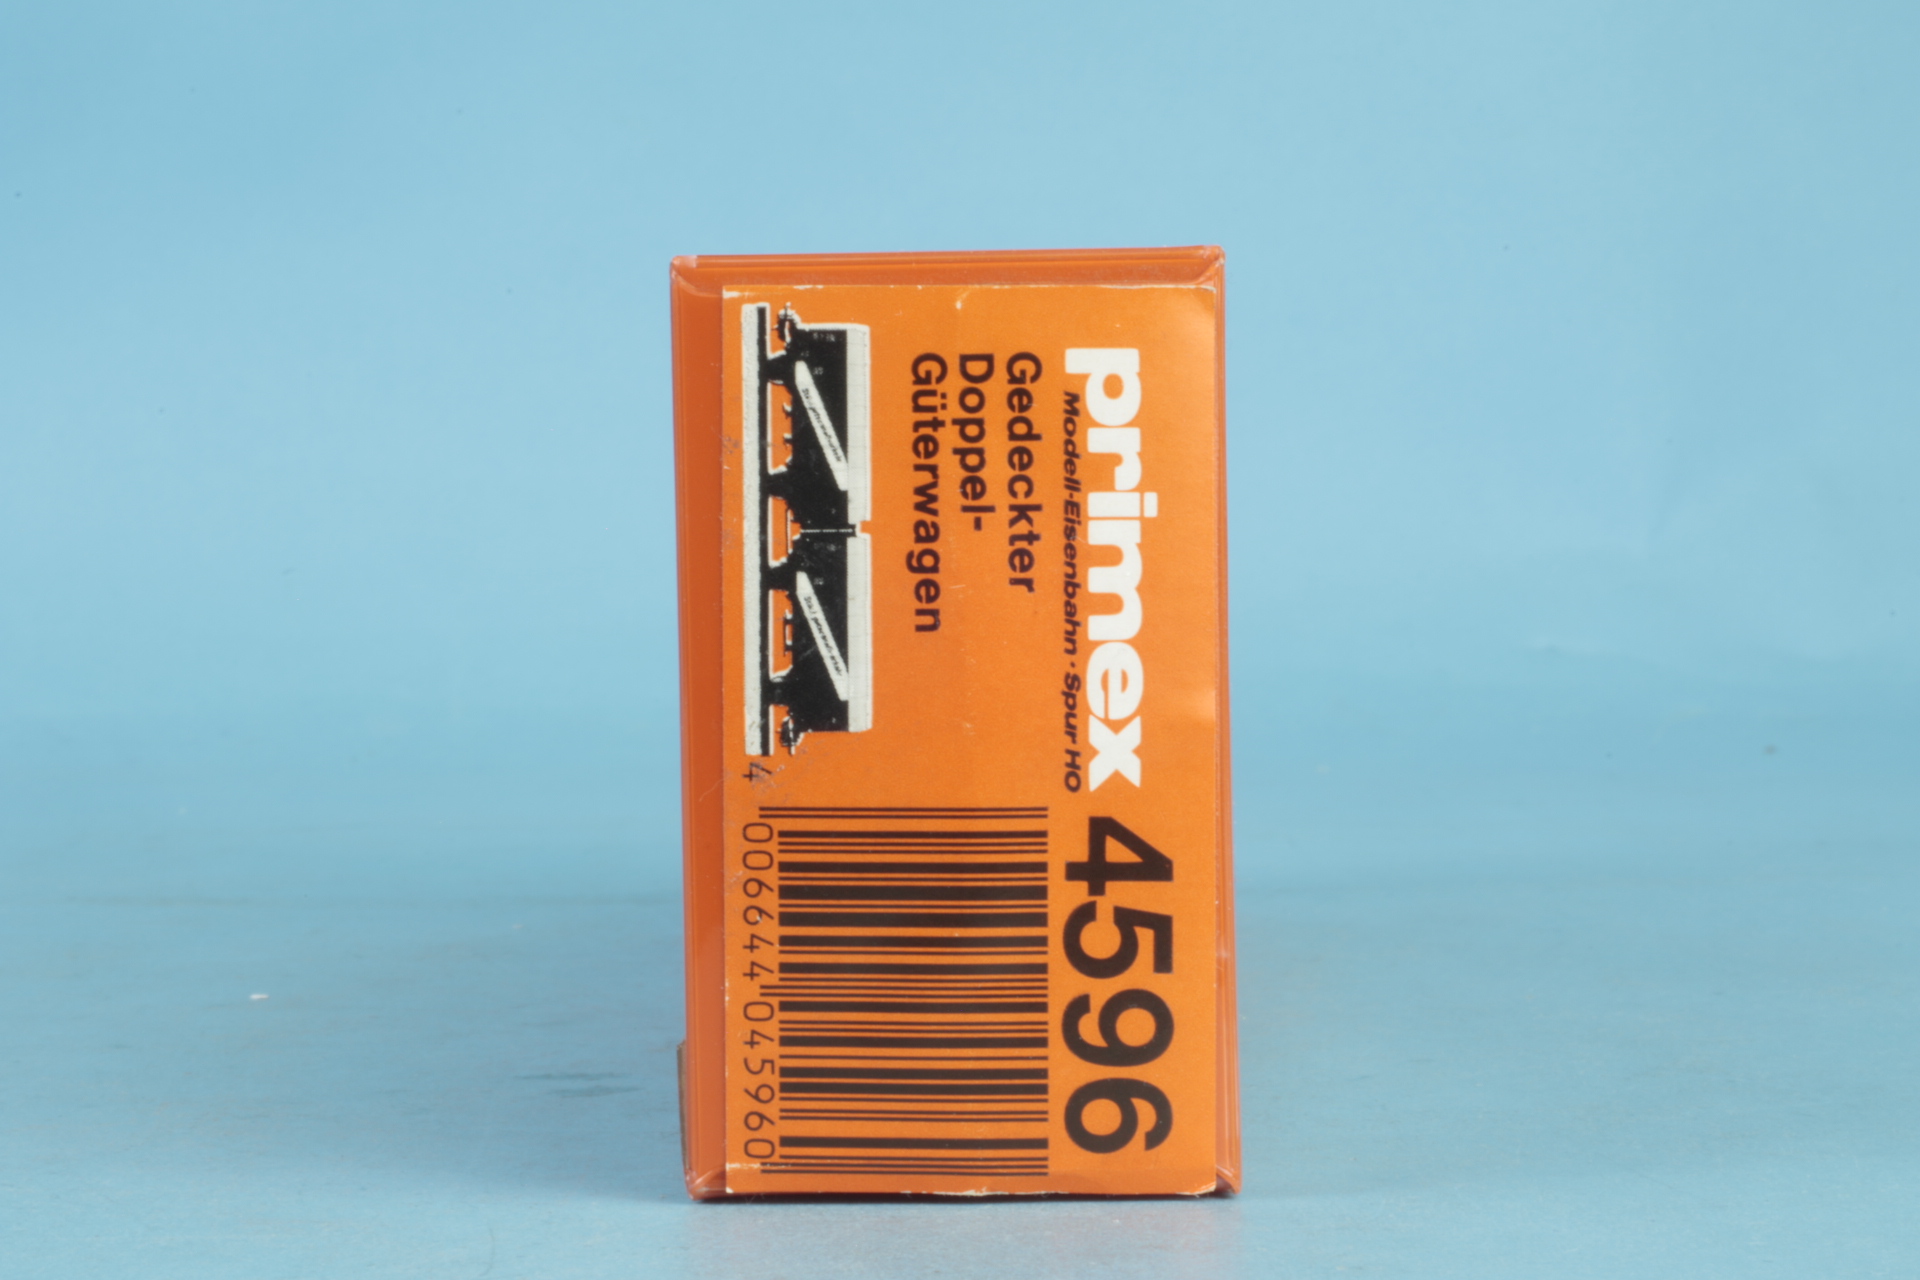 primex 4596
Modell-Eisenbahn · Spur HO
Gedeckter
Doppel-
Güterwagen
4 006644 045960